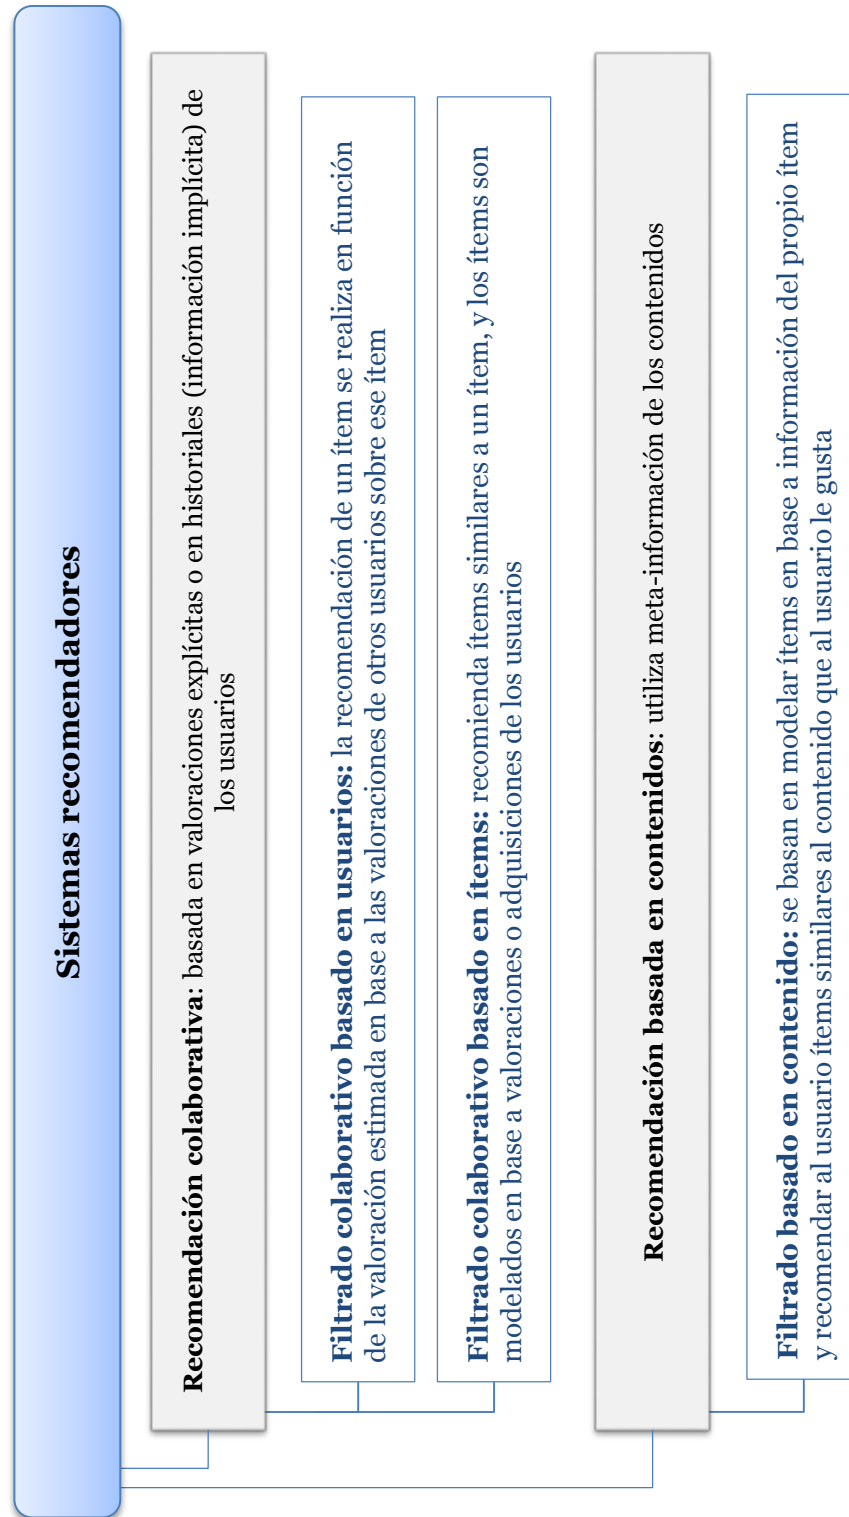 Sistemas recomendadores
Recomendación colaborativa: basada en valoraciones explícitas o en historiales (información implícita) de
los usuarios
Filtrado colaborativo basado en usuarios: la recomendación de un ítem se realiza en función
de la valoración estimada en base a las valoraciones de otros usuarios sobre ese ítem
Filtrado colaborativo basado en ítems: recomienda ítems similares a un ítem, y los ítems son
modelados en base a valoraciones o adquisiciones de los usuarios
Recomendación basada en contenidos: utiliza meta-información de los contenidos
Filtrado basado en contenido: se basan en modelar ítems en base a información del propio ítem
y recomendar al usuario ítems similares al contenido que al usuario le gusta